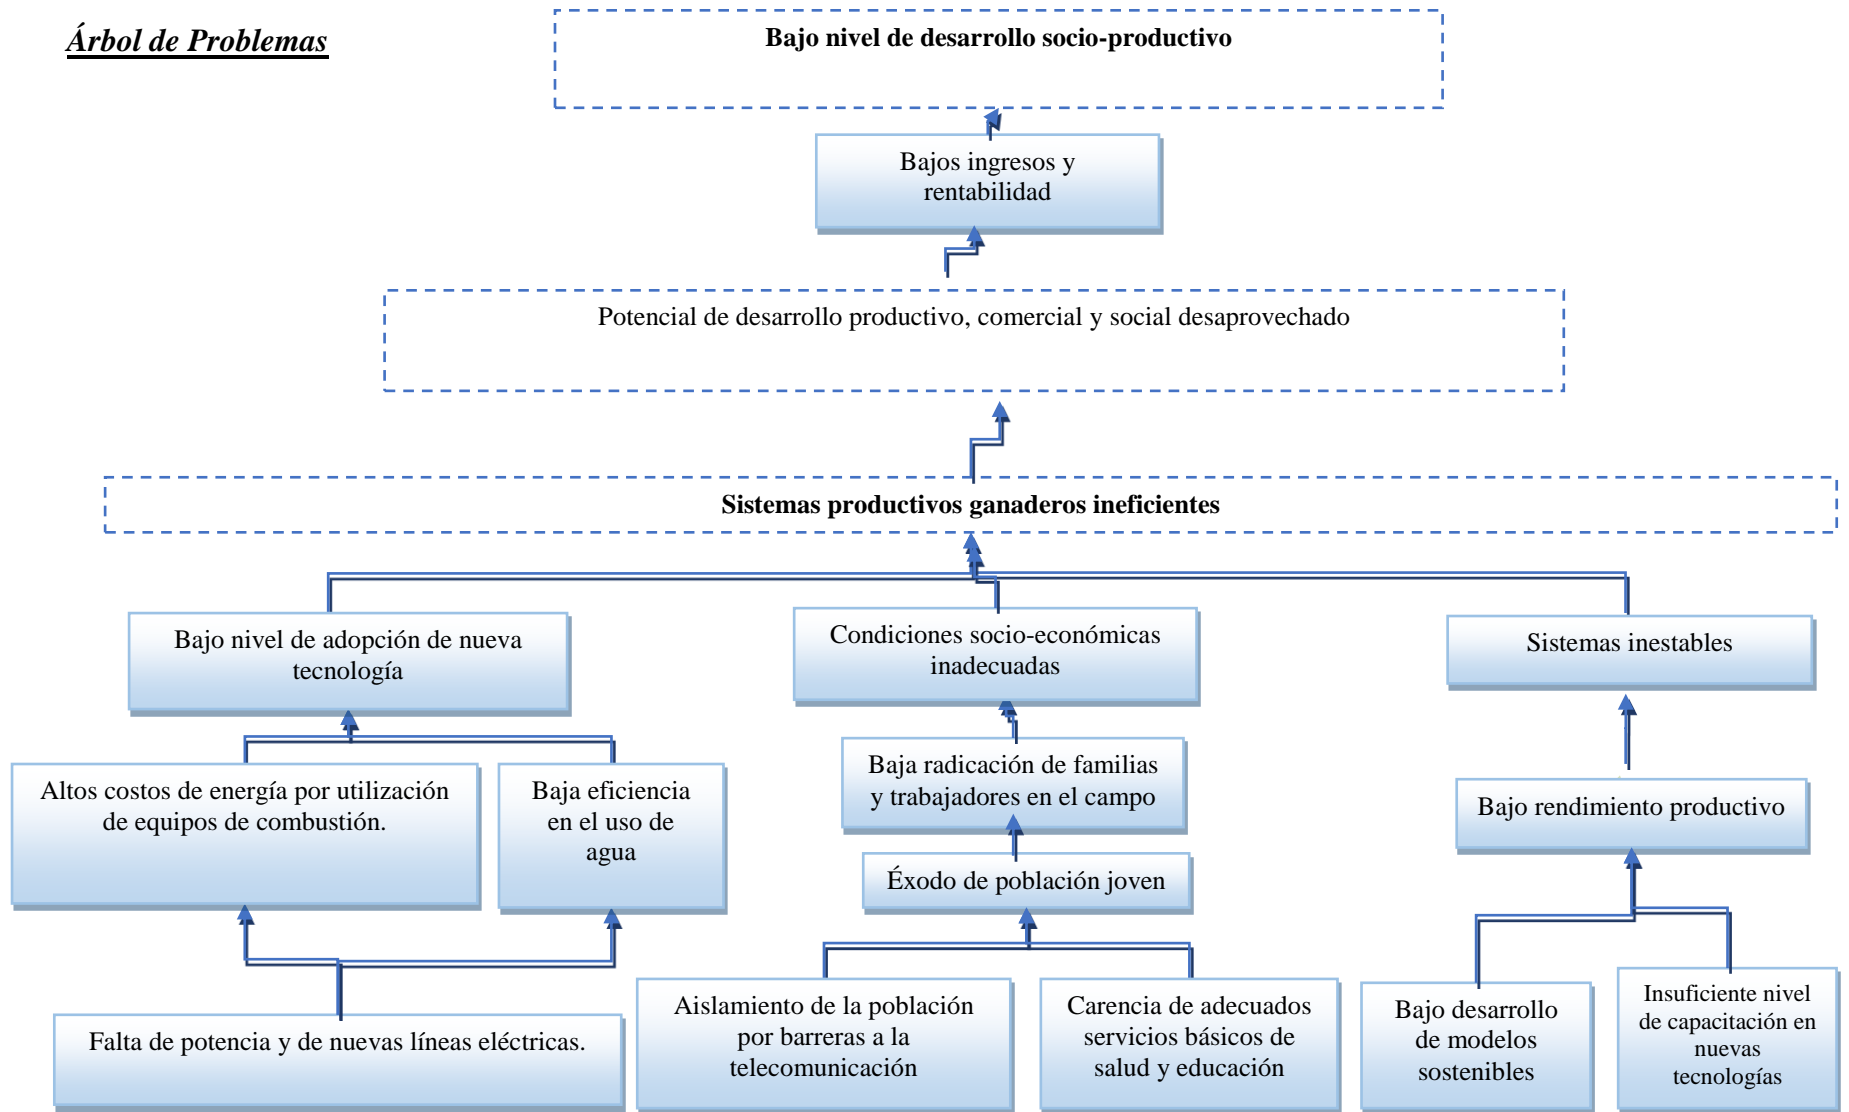 Árbol de Problemas
Bajo nivel de desarrollo socio-productivo
Bajos ingresos y
rentabilidad
Potencial de desarrollo productivo, comercial y social desaprovechado
Sistemas productivos ganaderos ineficientes
Bajo nivel de adopción de nueva
tecnología
Condiciones socio-económicas
inadecuadas
Sistemas inestables
Altos costos de energía por utilización
de equipos de combustión.
Baja eficiencia
en el uso de
agua
Baja radicación de familias
y trabajadores en el campo
Bajo rendimiento productivo
Éxodo de población joven
Falta de potencia y de nuevas líneas eléctricas.
Aislamiento de la población
por barreras a la
telecomunicación
Carencia de adecuados
servicios básicos de
salud y educación
Bajo desarrollo
de modelos
sostenibles
Insuficiente nivel
de capacitación en
nuevas
tecnologías